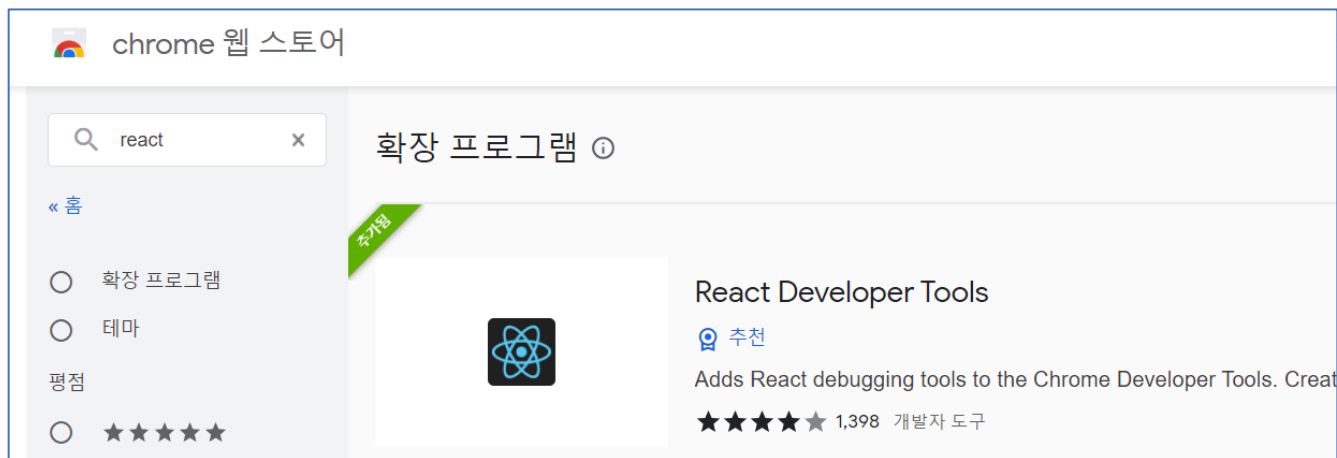 chrome 웹 스토어
react
« 홈
확장 프로그램
테마
평점
확장 프로그램
추가됨
React Developer Tools
추천
Adds React debugging tools to the Chrome Developer Tools. Creat
1,398 개발자 도구